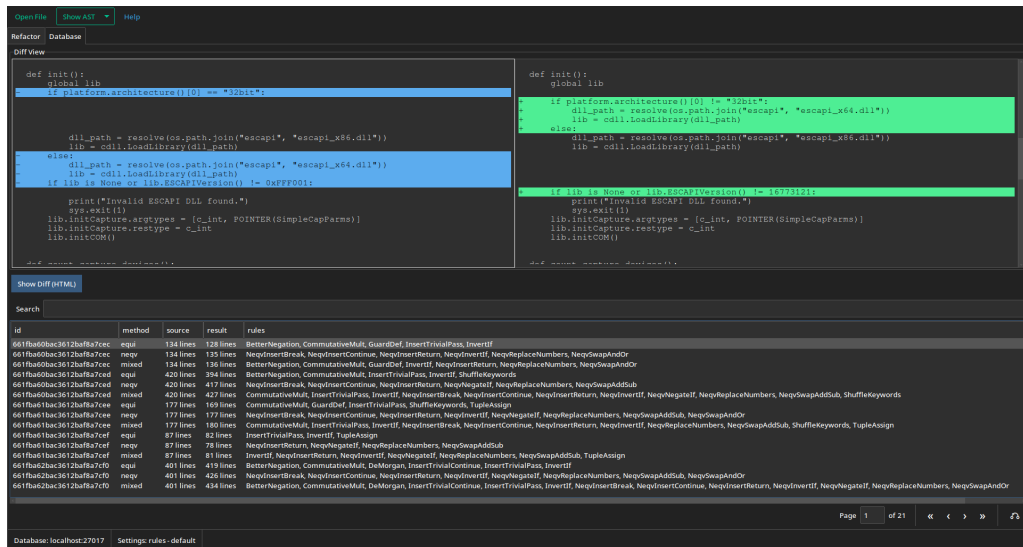 Open File Show AST Help
Refactor Database
Diff View
def init():
global lib
- if platform.architecture()[0] == "32bit":
dll_path = resolve(os.path.join("escapi", "escapi_x86.dll"))
lib = cdll.LoadLibrary(dll_path)
- else:
- dll_path = resolve(os.path.join("escapi", "escapi_x64.dll"))
- lib = cdll.LoadLibrary(dll_path)
- if lib is None or lib.ESCAPIVersion() != 0xFFF001:
print("Invalid ESCAPI DLL found.")
sys.exit(1)
lib.initCapture.argtypes = [c_int, POINTER(SimpleCapParms)]
lib.initCapture.restype = c_int
lib.initCOM()
def count_capture_devices():
def init():
global lib
+ if platform.architecture()[0] != "32bit":
+ dll_path = resolve(os.path.join("escapi", "escapi_x64.dll"))
+ lib = cdll.LoadLibrary(dll_path)
+ else:
dll_path = resolve(os.path.join("escapi", "escapi_x86.dll"))
lib = cdll.LoadLibrary(dll_path)
+ if lib is None or lib.ESCAPIVersion() != 16773121:
print("Invalid ESCAPI DLL found.")
sys.exit(1)
lib.initCapture.argtypes = [c_int, POINTER(SimpleCapParms)]
lib.initCapture.restype = c_int
lib.initCOM()
def count_capture_devices():
Show Diff (HTML)
Search
id method source result rules
661fba60bac3612baf8a7cec equi 134 lines 128 lines BetterNegation, CommutativeMult, GuardDef, InsertTrivialPass, InvertIf
661fba60bac3612baf8a7cec neqv 134 lines 135 lines NeqvInsertBreak, NeqvInsertContinue, NeqvInsertReturn, NeqvInvertIf, NeqvReplaceNumbers, NeqvSwapAndOr
661fba60bac3612baf8a7cec mixed 134 lines 136 lines BetterNegation, CommutativeMult, GuardDef, InvertIf, NeqvInsertReturn, NeqvReplaceNumbers, NeqvSwapAndOr
661fba60bac3612baf8a7ced equi 420 lines 394 lines BetterNegation, CommutativeMult, InsertTrivialPass, InvertIf, ShuffleKeywords
661fba60bac3612baf8a7ced neqv 420 lines 417 lines NeqvInsertBreak, NeqvInsertContinue, NeqvInsertReturn, NeqvNegateIf, NeqvReplaceNumbers, NeqvSwapAddSub
661fba60bac3612baf8a7ced mixed 420 lines 427 lines CommutativeMult, InsertTrivialPass, InvertIf, NeqvInsertBreak, NeqvInsertContinue, NeqvInsertReturn, NeqvInvertIf, NeqvNegateIf, NeqvReplaceNumbers, NeqvSwapAddSub, ShuffleKeywords
661fba61bac3612baf8a7cee equi 177 lines 169 lines CommutativeMult, GuardDef, InsertTrivialPass, ShuffleKeywords, TupleAssign
661fba61bac3612baf8a7cee neqv 177 lines 177 lines NeqvInsertBreak, NeqvInsertContinue, NeqvInsertReturn, NeqvInvertIf, NeqvNegateIf, NeqvReplaceNumbers, NeqvSwapAddSub, NeqvSwapAndOr
661fba61bac3612baf8a7cee mixed 177 lines 180 lines CommutativeMult, InsertTrivialPass, InvertIf, NeqvInsertBreak, NeqvInsertContinue, NeqvInsertReturn, NeqvInvertIf, NeqvReplaceNumbers, NeqvSwapAddSub, NeqvSwapAndOr, ShuffleKeywords, TupleAssign
661fba61bac3612baf8a7cef equi 87 lines 82 lines InsertTrivialPass, InvertIf, TupleAssign
661fba61bac3612baf8a7cef neqv 87 lines 78 lines NeqvInsertReturn, NeqvNegateIf, NeqvReplaceNumbers, NeqvSwapAddSub
661fba61bac3612baf8a7cef mixed 87 lines 81 lines InvertIf, NeqvInsertReturn, NeqvInvertIf, NeqvNegateIf, NeqvReplaceNumbers, NeqvSwapAddSub, TupleAssign
661fba62bac3612baf8a7cf0 equi 401 lines 419 lines BetterNegation, CommutativeMult, DeMorgan, InsertTrivialContinue, InsertTrivialPass, InvertIf
661fba62bac3612baf8a7cf0 neqv 401 lines 426 lines NeqvInsertBreak, NeqvInsertContinue, NeqvInsertReturn, NeqvInvertIf, NeqvNegateIf, NeqvReplaceNumbers, NeqvSwapAddSub, NeqvSwapAndOr
661fba62bac3612baf8a7cf0 mixed 401 lines 434 lines BetterNegation, CommutativeMult, DeMorgan, InsertTrivialContinue, InsertTrivialPass, InvertIf, NeqvInsertBreak, NeqvInsertContinue, NeqvInsertReturn, NeqvInvertIf, NeqvNegateIf, NeqvReplaceNumbers, NeqvSwapAddSub, NeqvSwapAndOr
Page 1 of 21 « ‹ › »
Database: localhost:27017 Settings: rules - default